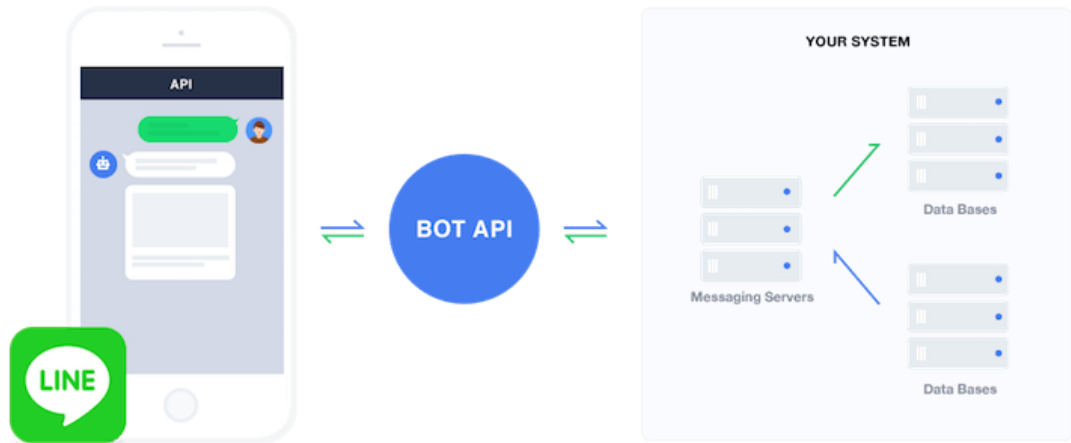 YOUR SYSTEM
API
BOT API
Data Bases
Messaging Servers
LINE
Data Bases